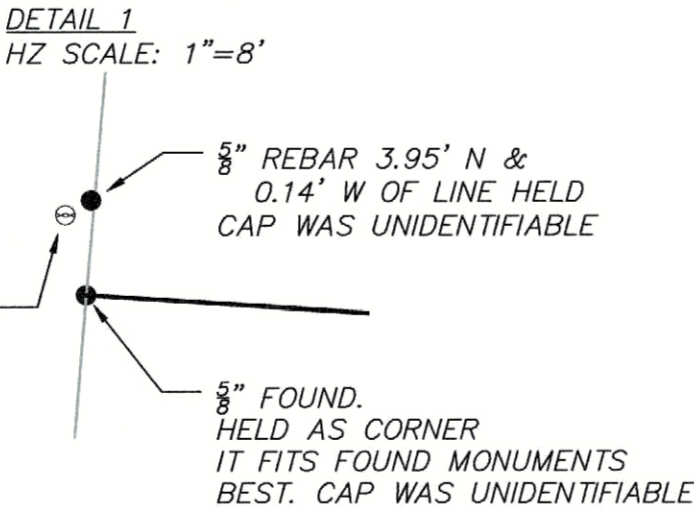 DETAIL 1
HZ SCALE: 1"=8'
5/8" REBAR 3.95' N &
0.14' W OF LINE HELD
CAP WAS UNIDENTIFIABLE
5/8" FOUND.
HELD AS CORNER
IT FITS FOUND MONUMENTS
BEST. CAP WAS UNIDENTIFIABLE